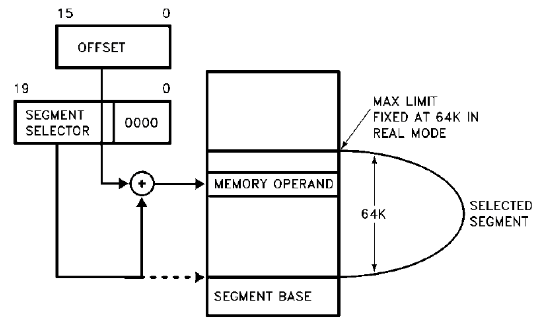 15 0
OFFSET
19 0
SEGMENT
SELECTOR
0000
MAX LIMIT
FIXED AT 64K IN
REAL MODE
+
MEMORY OPERAND
64K
SELECTED
SEGMENT
SEGMENT BASE